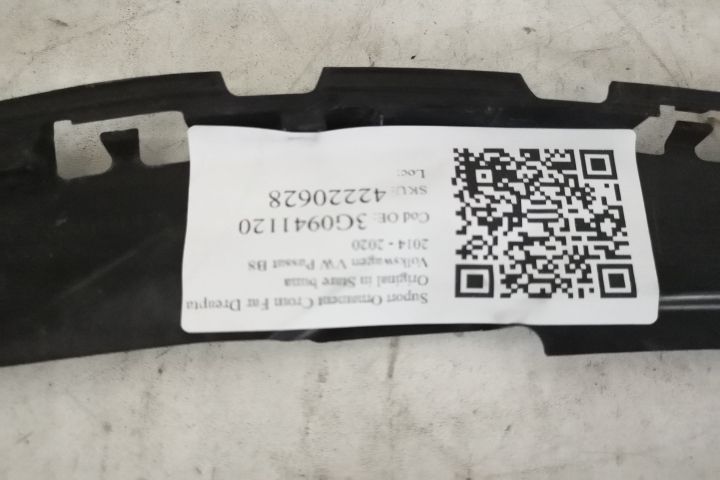 Suport Ornament Crom Far Dreapta
Original in Stare buna
Volkswagen VW Passat B8
2014 - 2020
Cod OE: 3G0941120
SKU: 42220628
Loc: